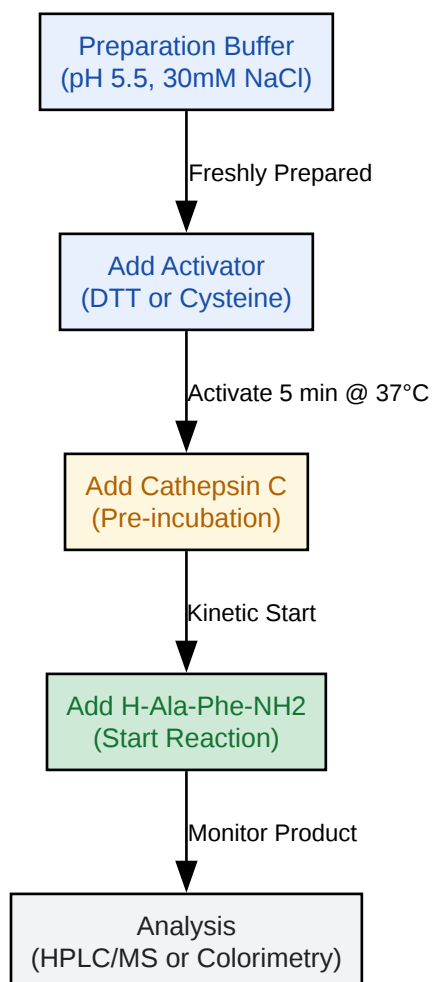 Preparation Buffer
(pH 5.5, 30mM NaCl)
Freshly Prepared
Add Activator
(DTT or Cysteine)
Activate 5 min @ 37°C
Add Cathepsin C
(Pre-incubation)
Kinetic Start
Add H-Ala-Phe-NH2
(Start Reaction)
Monitor Product
Analysis
(HPLC/MS or Colorimetry)